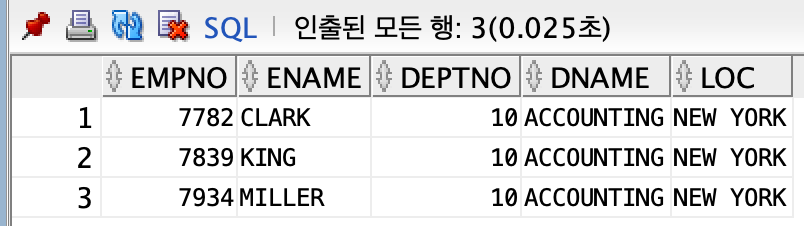 SQL | 인출된 모든 행: 3(0.025초)
EMPNO ENAME DEPTNO DNAME LOC
1 7782 CLARK 10 ACCOUNTING NEW YORK
2 7839 KING 10 ACCOUNTING NEW YORK
3 7934 MILLER 10 ACCOUNTING NEW YORK